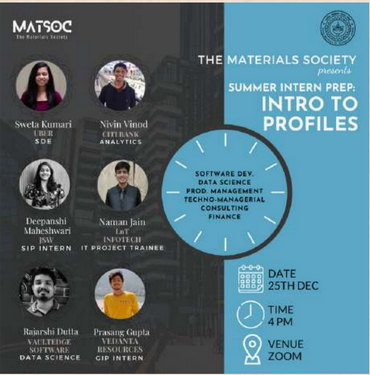 MATSOC
The Materials Society
THE MATERIALS SOCIETY
presents
SUMMER INTERN PREP:
INTRO TO
PROFILES
Sweta Kumari
UBER
SDE
Nivin Vinod
CITI BANK
ANALYTICS
Deepanshi
Maheshwari
JSW
SIP INTERN
Naman Jain
LnT
INFOTECH
IT PROJECT TRAINEE
Rajarshi Dutta
VAULTEDGE
SOFTWARE
DATA SCIENCE
Prasang Gupta
VEDANTA
RESOURCES
GIP INTERN
SOFTWARE DEV.
DATA SCIENCE
PROD. MANAGEMENT
TECHNO-MANAGERIAL
CONSULTING
FINANCE
DATE
25TH DEC
TIME
4 PM
VENUE
ZOOM